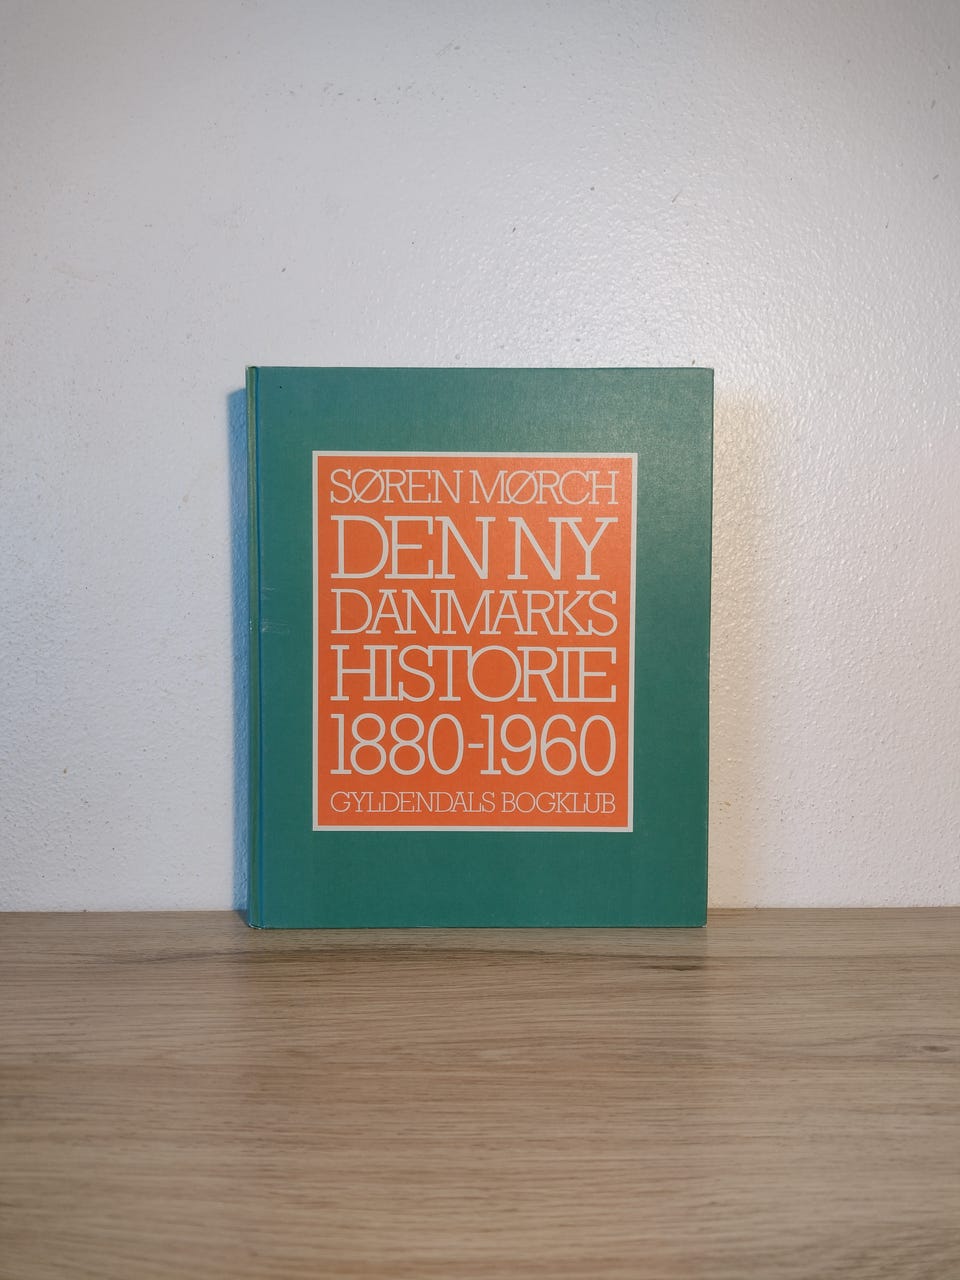 SØREN MØRCH
DEN NY
DANMARKS
HISTORIE
1880-1960
GYLDENDALS BOGKLUB